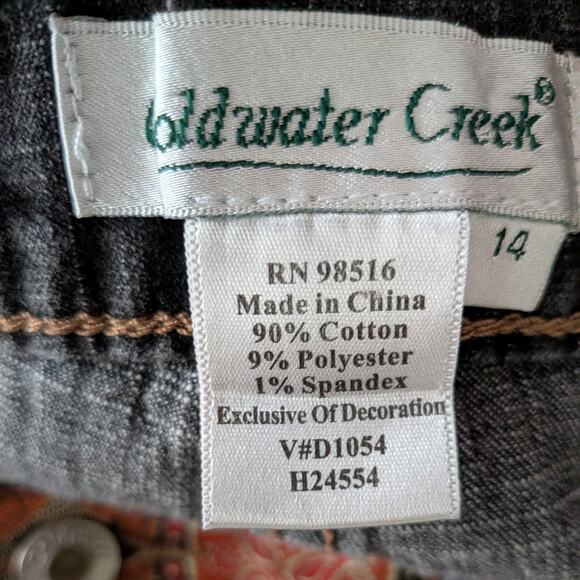 oldwater Creek®
14
RN 98516
Made in China
90% Cotton
9% Polyester
1% Spandex
Exclusive Of Decoration
V#D1054
H24554